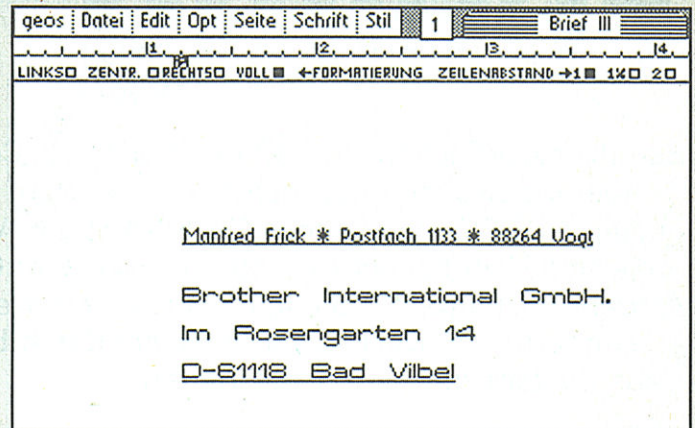 geos Datei Edit Opt Seite Schrift Stil 1 Brief III
1 2 3 4
LINKS ZENTR. RECHTS VOLL ←FORMATIERUNG ZEILENABSTAND →1 1½ 2
Manfred Frick * Postfach 1133 * 88264 Vogt
Brother International GmbH.
Im Rosengarten 14
D-61118 Bad Vilbel